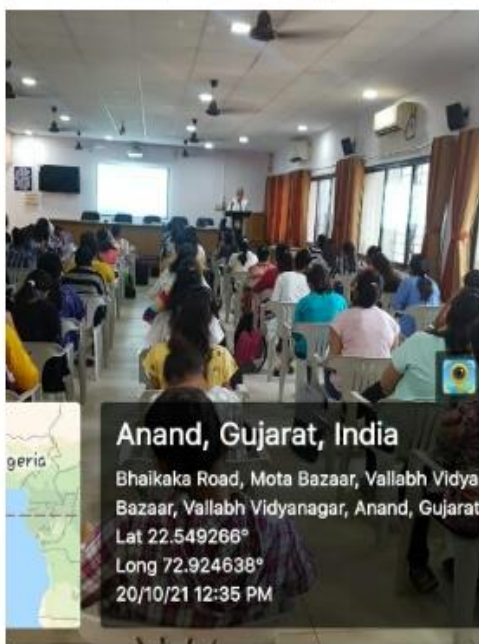 geria
Anand, Gujarat, India
Bhaikaka Road, Mota Bazaar, Vallabh Vidya
Bazaar, Vallabh Vidyanagar, Anand, Gujarat
Lat 22.549266°
Long 72.924638°
20/10/21 12:35 PM